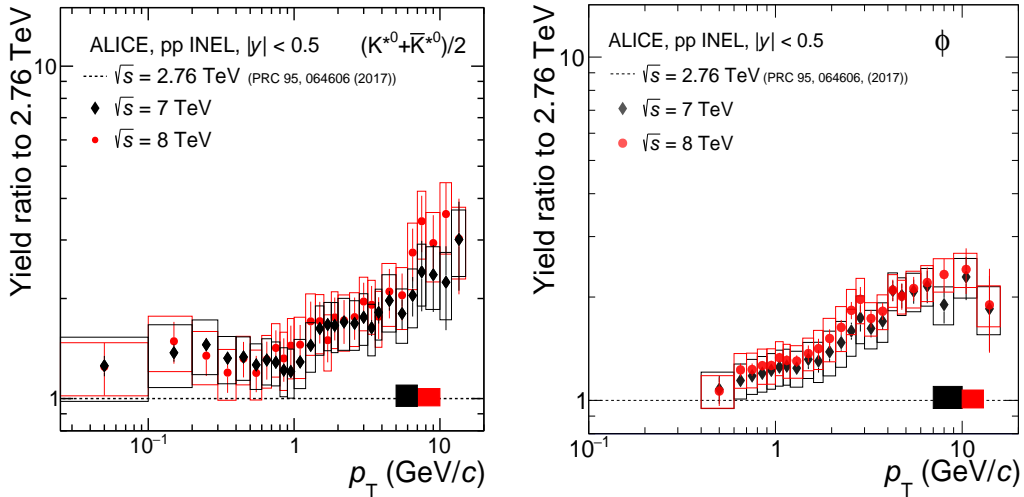 Yield ratio to 2.76 TeV
10
1
ALICE, pp INEL, |y| < 0.5 (K*⁰+K̅*⁰)/2
√s = 2.76 TeV (PRC 95, 064606 (2017))
√s = 7 TeV
√s = 8 TeV
10⁻¹ 1 10
p_T (GeV/c)
Yield ratio to 2.76 TeV
10
1
ALICE, pp INEL, |y| < 0.5 ϕ
√s = 2.76 TeV (PRC 95, 064606, (2017))
√s = 7 TeV
√s = 8 TeV
10⁻¹ 1 10
p_T (GeV/c)